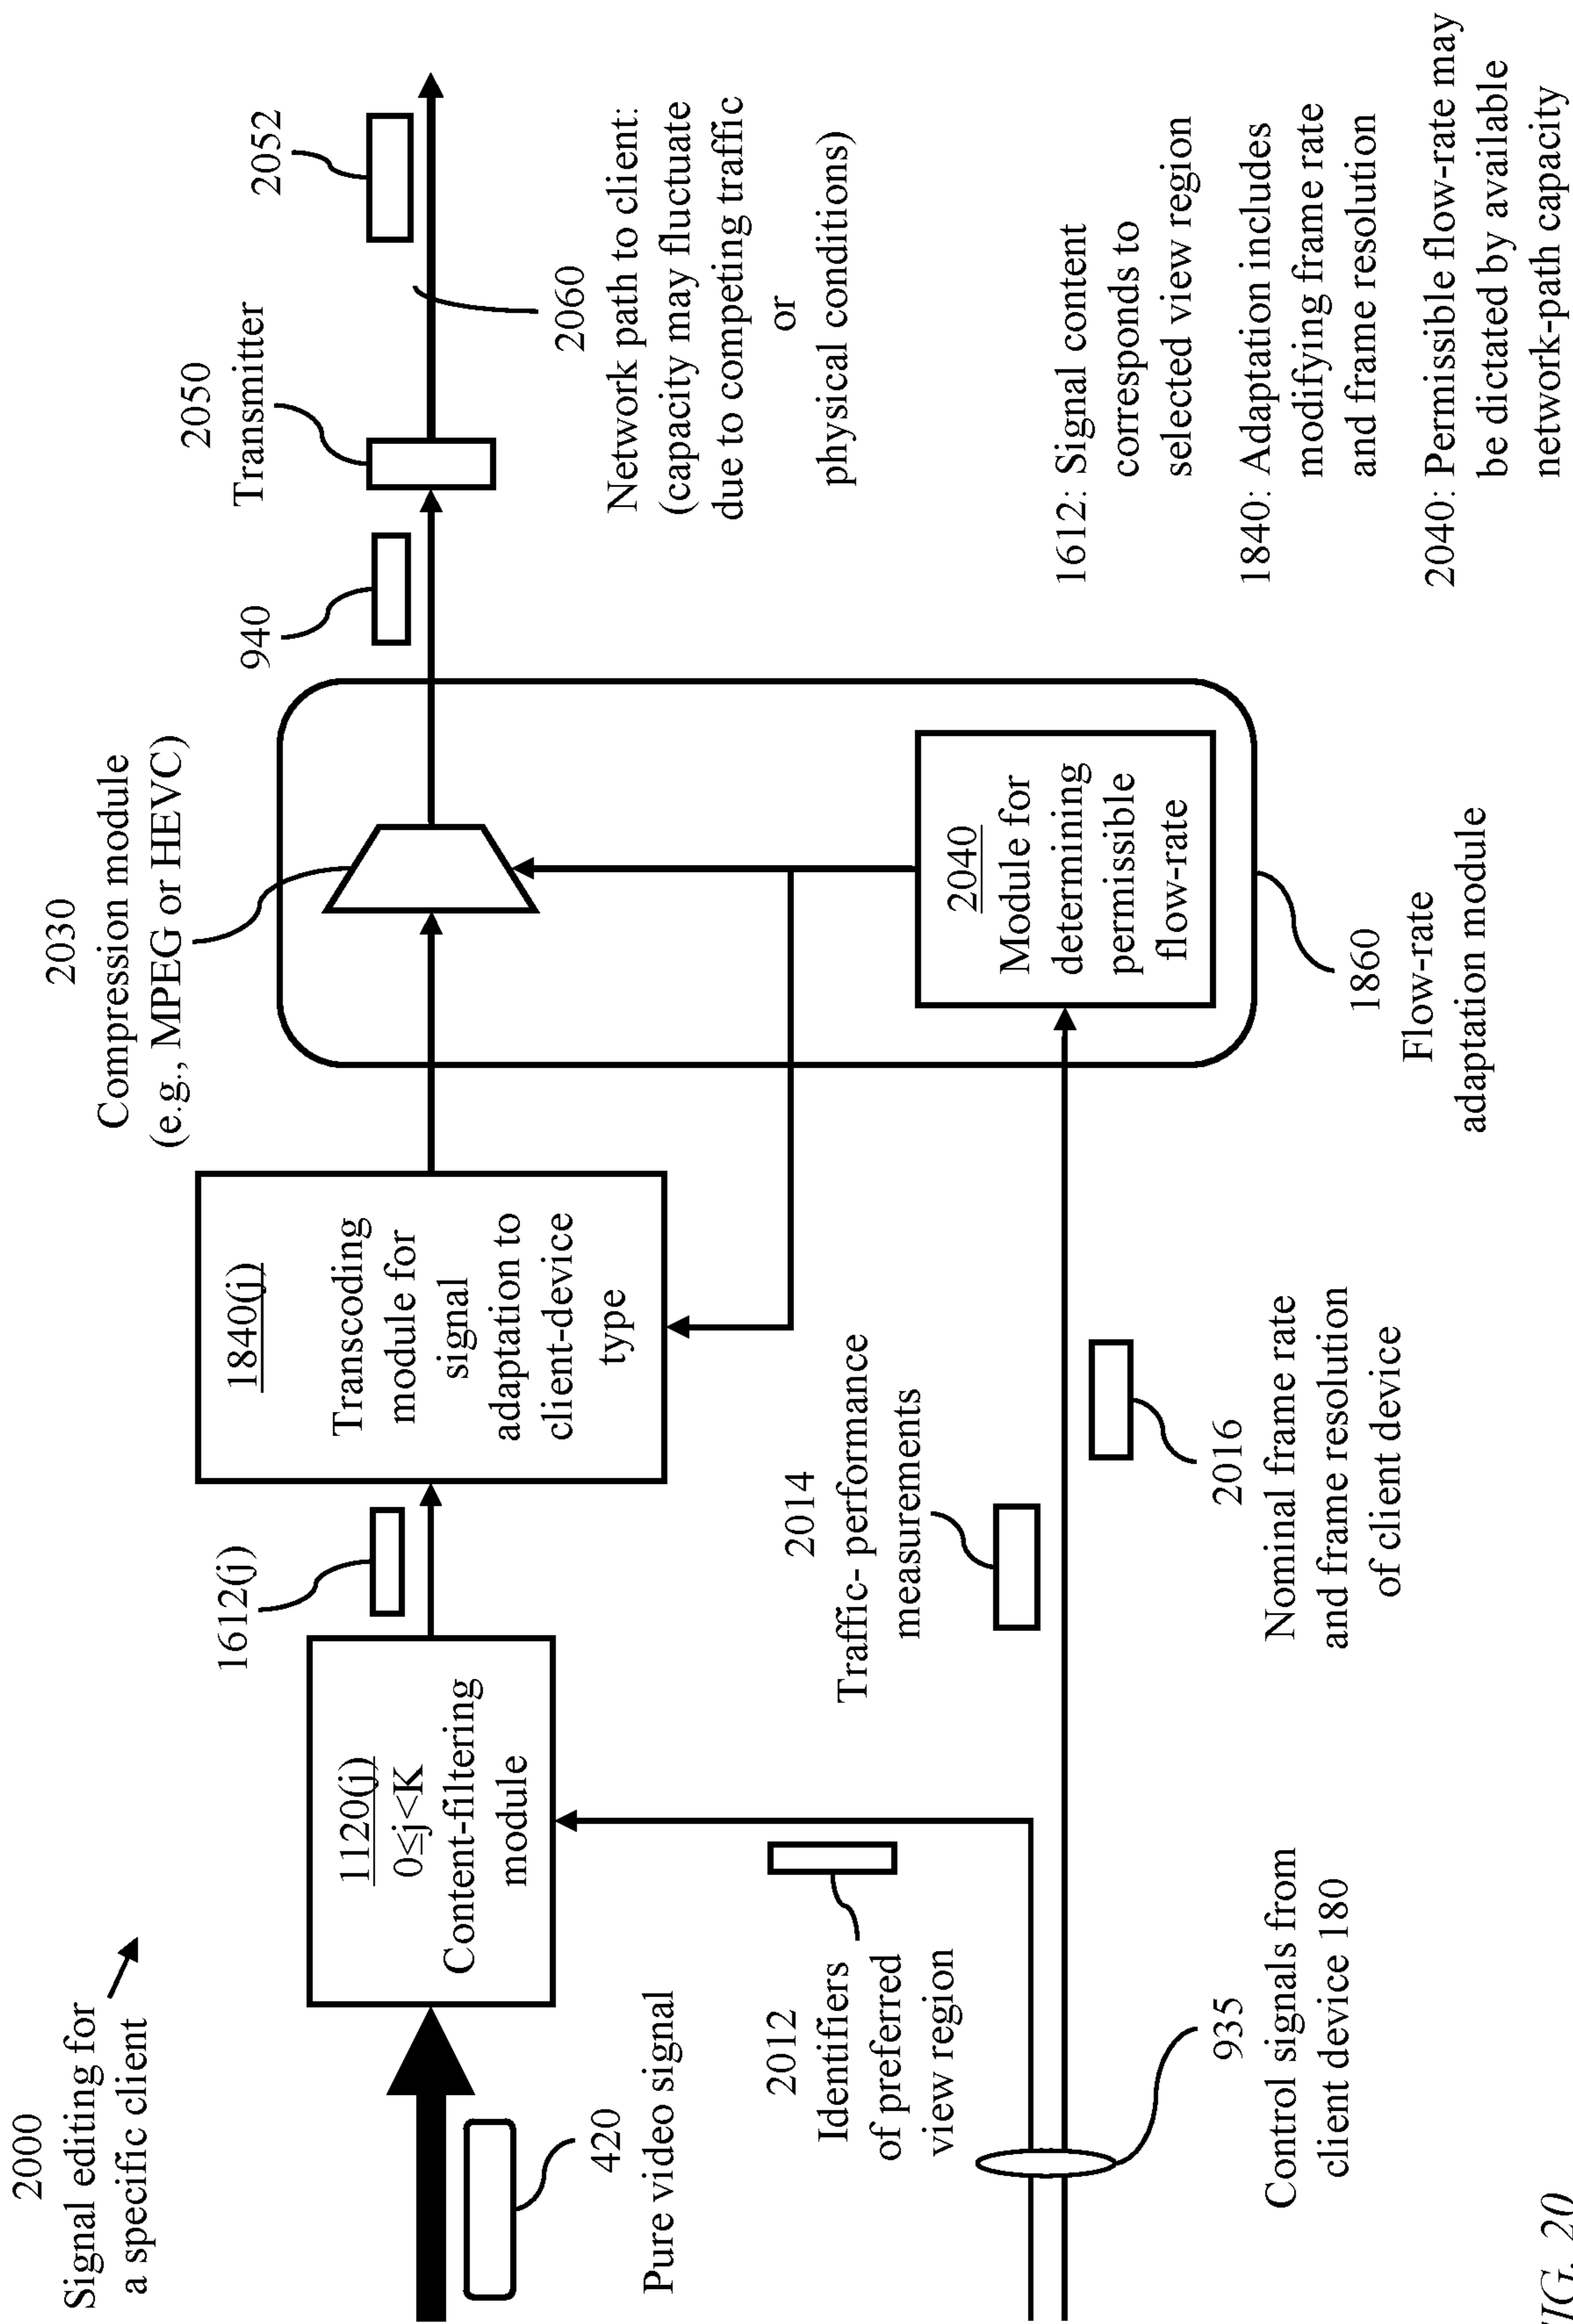 2000
Signal editing for
a specific client
420
Pure video signal
1120(j)
0≤j<K
Content-filtering
module
2012
Identifiers
of preferred
view region
935
Control signals from
client device 180
1612(j)
1840(j)
Transcoding
module for
signal
adaptation to
client-device
type
2014
Traffic- performance
measurements
2016
Nominal frame rate
and frame resolution
of client device
2030
Compression module
(e.g., MPEG or HEVC)
2040
Module for
determining
permissible
flow-rate
1860
Flow-rate
adaptation module
940
2050
Transmitter
2052
2060
Network path to client:
(capacity may fluctuate
due to competing traffic
or
physical conditions)
1612: Signal content
corresponds to
selected view region
1840: Adaptation includes
modifying frame rate
and frame resolution
2040: Permissible flow-rate may
be dictated by available
network-path capacity
FIG. 20